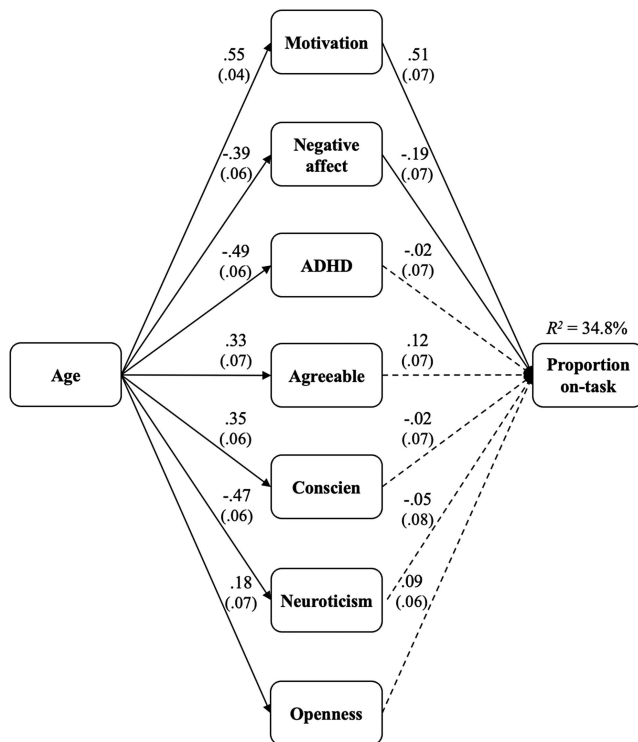 Motivation
.55
(.04)
.51
(.07)
Negative
affect
-.39
(.06)
-.19
(.07)
ADHD
-.49
(.06)
-.02
(.07)
R² = 34.8%
Age
.33
(.07)
Agreeable
.12
(.07)
Proportion
on-task
.35
(.06)
Conscien
-.02
(.07)
-.47
(.06)
-.05
(.08)
.18
(.07)
Neuroticism
.09
(.06)
Openness